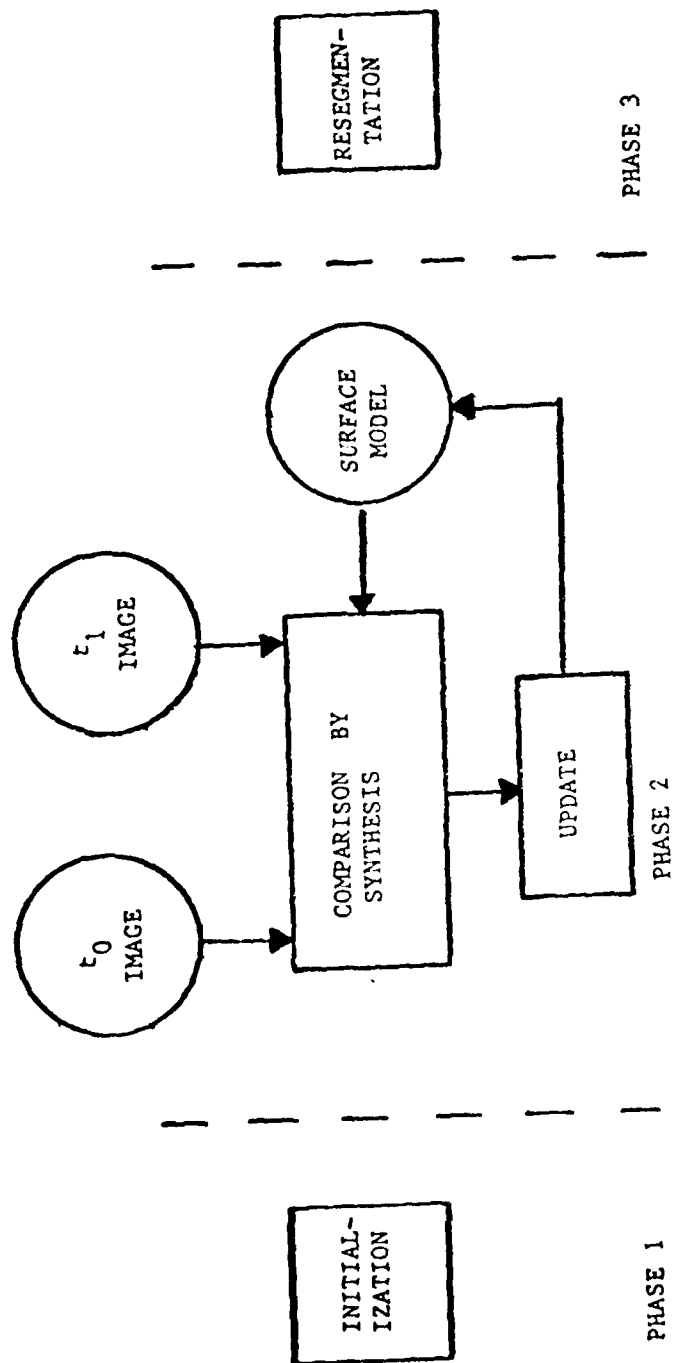 INITIAL-
IZATION
PHASE 1
t0
IMAGE
t1
IMAGE
COMPARISON BY
SYNTHESIS
SURFACE
MODEL
UPDATE
PHASE 2
RESEGMEN-
TATION
PHASE 3